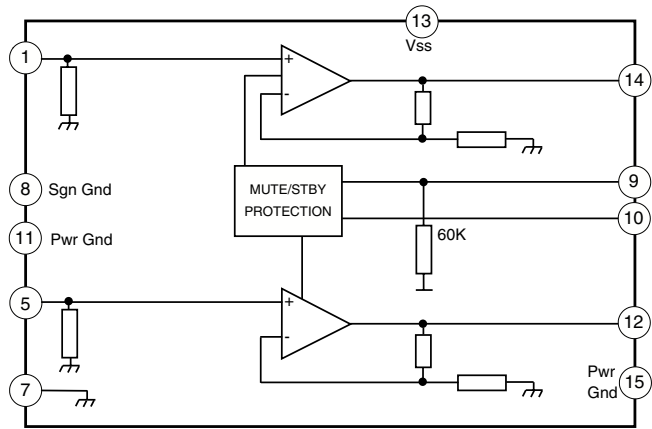 13
Vss
1
+
-
14
8 Sgn Gnd
MUTE/STBY
PROTECTION
9
10
11 Pwr Gnd
60K
5
+
-
12
7
Pwr
Gnd 15